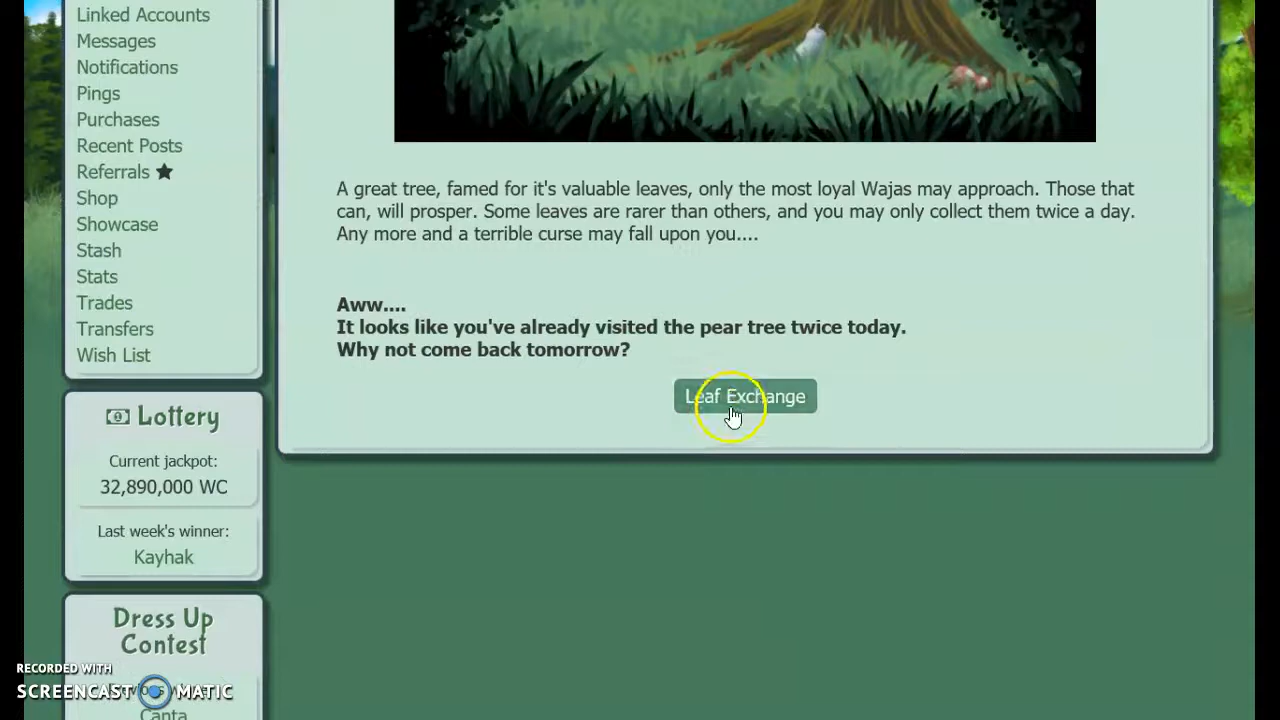 Linked Accounts
Messages
Notifications
Pings
Purchases
Recent Posts
Referrals
Shop
Showcase
Stash
Stats
Trades
Transfers
Wish List
Lottery
Current jackpot:
32,890,000 WC
Last week's winner:
Kayhak
Dress Up
Contest
Canta
A great tree, famed for it's valuable leaves, only the most loyal Wajas may approach. Those that
can, will prosper. Some leaves are rarer than others, and you may only collect them twice a day.
Any more and a terrible curse may fall upon you....
Aww....
It looks like you've already visited the pear tree twice today.
Why not come back tomorrow?
Leaf Exchange
RECORDED WITH
SCREENCAST MATIC